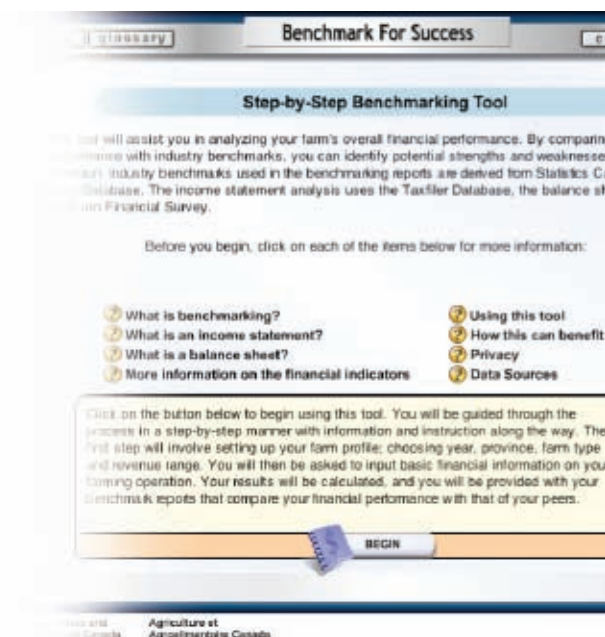 glossary
Benchmark For Success
Step-by-Step Benchmarking Tool
will assist you in analyzing your farm's overall financial performance. By comparing
with industry benchmarks, you can identify potential strengths and weaknesses
industry benchmarks used in the benchmarking reports are derived from Statistics
Database. The income statement analysis uses the Taxfiler Database, the balance
Financial Survey.
Before you begin, click on each of the items below for more information:
What is benchmarking?
Using this tool
What is an income statement?
How this can benefit
What is a balance sheet?
Privacy
More information on the financial indicators
Data Sources
Click on the button below to begin using this tool. You will be guided through the
process in a step-by-step manner with information and instruction along the way. The
first step will involve setting up your farm profile; choosing year, province, farm type
and revenue range. You will then be asked to input basic financial information on you
farming operation. Your results will be calculated, and you will be provided with your
benchmark reports that compare your financial performance with that of your peers.
BEGIN
and
Agriculture et
Canada
Agroalimentaire Canada